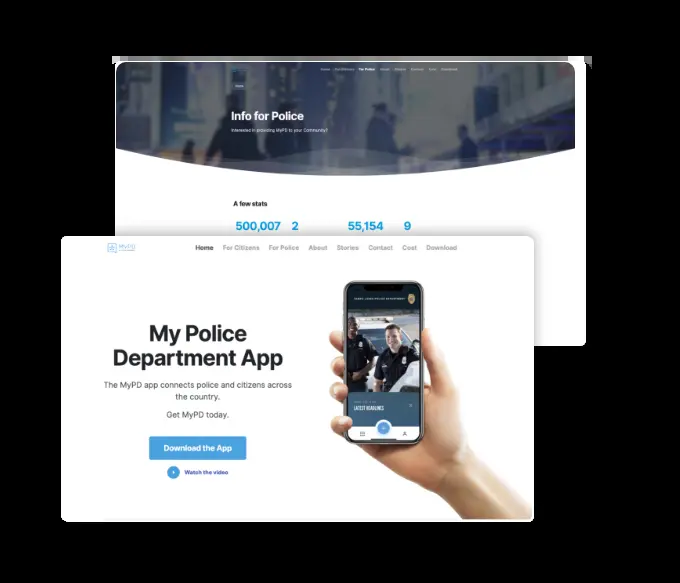 Home For Citizens For Police About Stories Contact Cost Download
Info for Police
Interested in providing MyPD to your Community?
A few stats
500,007 2 55,154 9
MyPD
Home For Citizens For Police About Stories Contact Cost Download
My Police
Department App
The MyPD app connects police and citizens across
the country.
Get MyPD today.
Download the App
Watch the video
LATEST HEADLINES